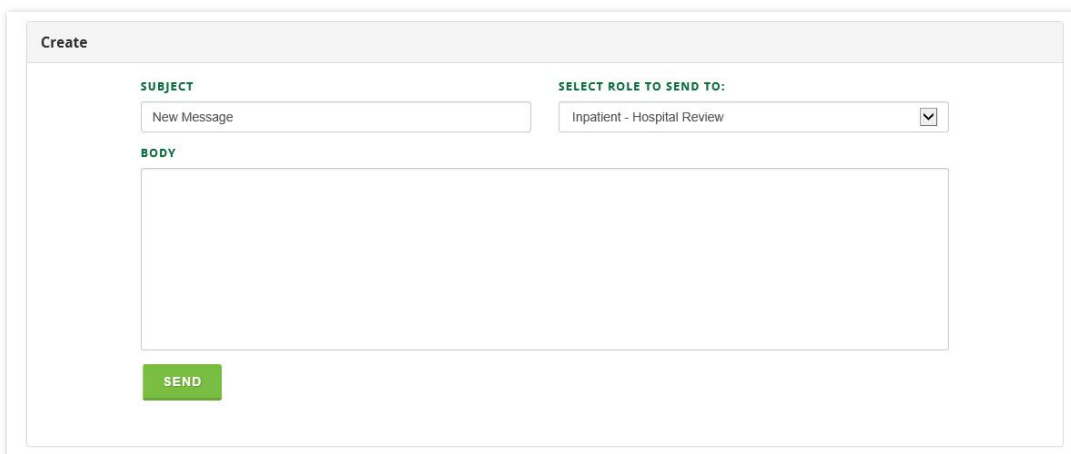 Create
SUBJECT
SELECT ROLE TO SEND TO:
New Message
Inpatient - Hospital Review
BODY
SEND